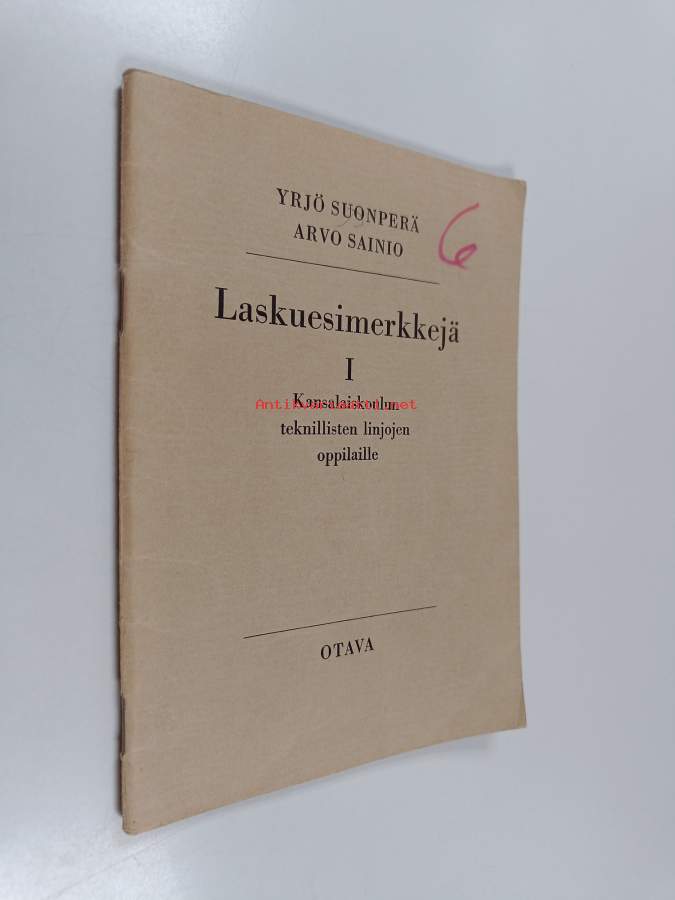 YRJÖ SUONPERÄ
ARVO SAINIO
6
Laskuesimerkkejä
I
Kansalaiskoulun
Antikvariaatti.net
teknillisten linjojen
oppilaille
OTAVA